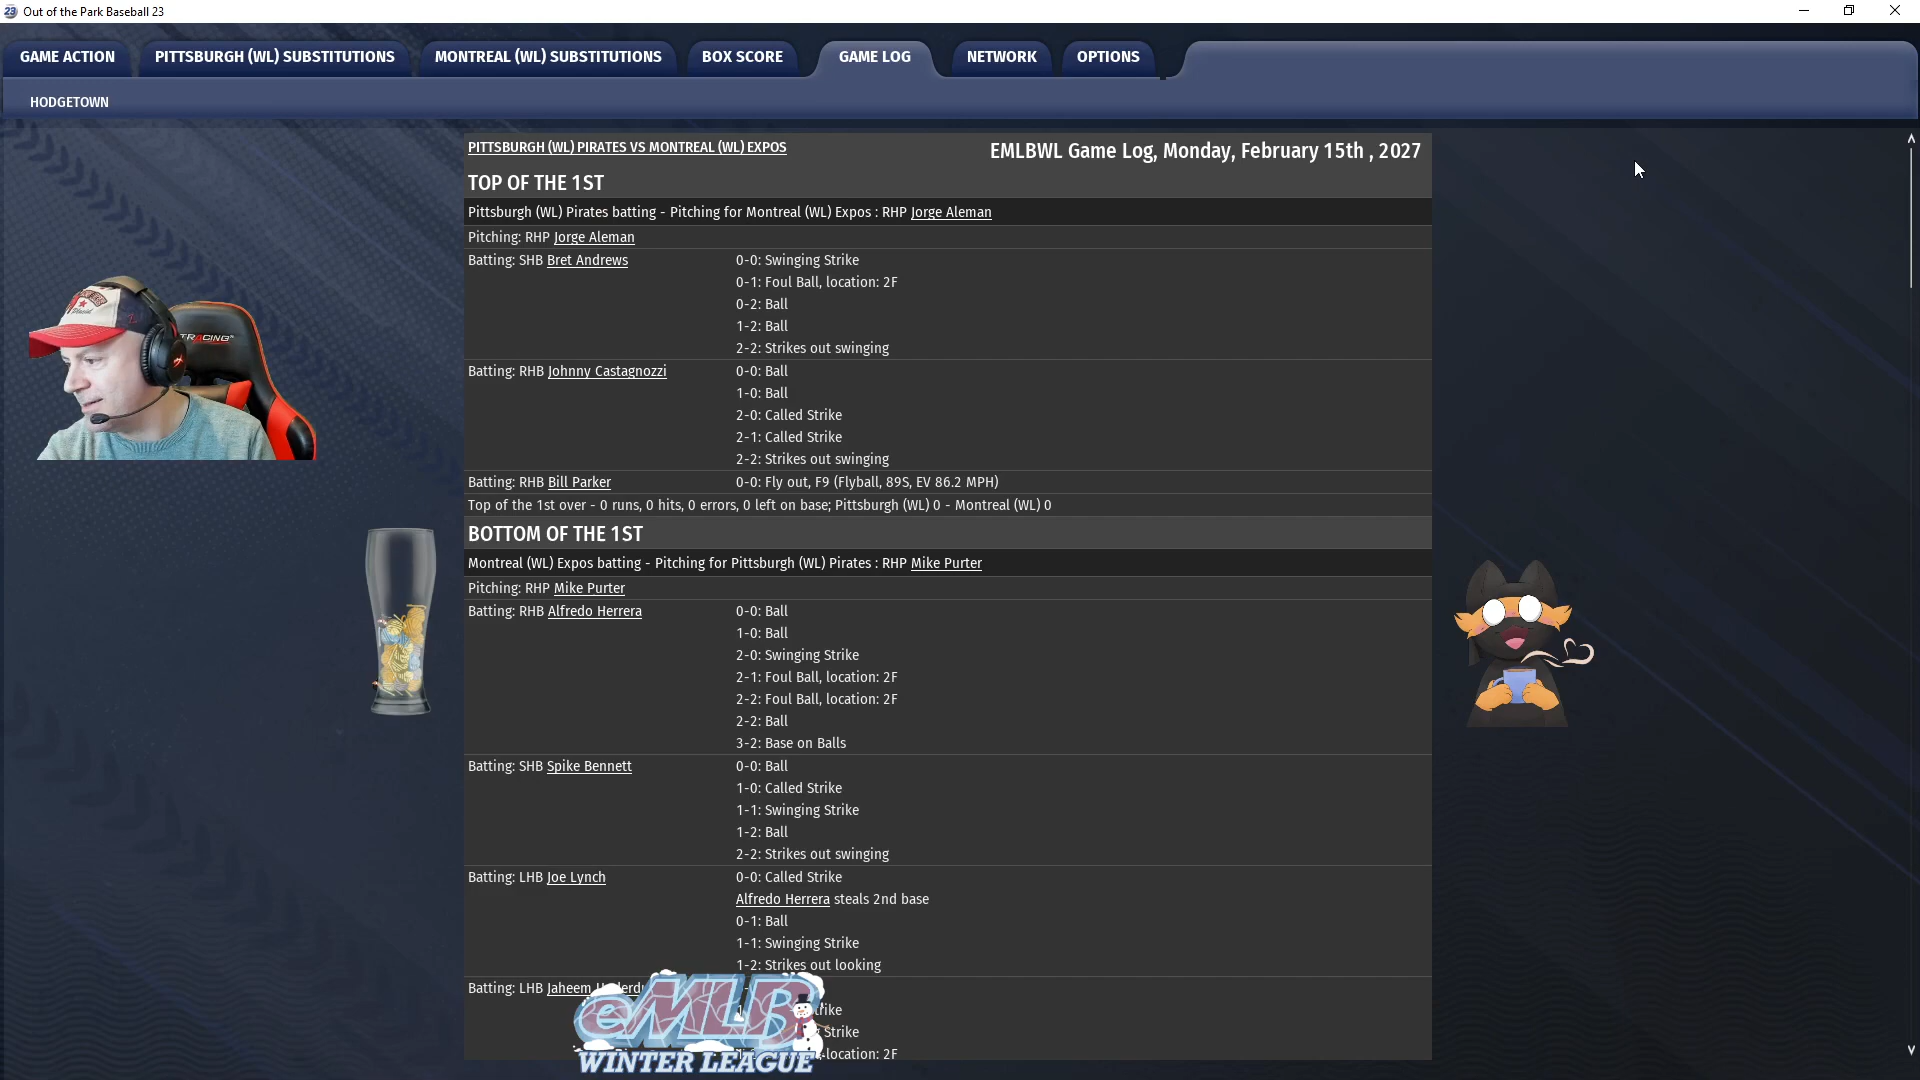 Out of the Park Baseball 23
GAME ACTION
PITTSBURGH (WL) SUBSTITUTIONS
MONTREAL (WL) SUBSTITUTIONS
BOX SCORE
GAME LOG
NETWORK
OPTIONS
HODGETOWN
PITTSBURGH (WL) PIRATES VS MONTREAL (WL) EXPOS
EMLBWL Game Log, Monday, February 15th , 2027
TOP OF THE 1ST
Pittsburgh (WL) Pirates batting - Pitching for Montreal (WL) Expos : RHP Jorge Aleman
Pitching: RHP Jorge Aleman
Batting: SHB Bret Andrews 0-0: Swinging Strike
0-1: Foul Ball, location: 2F
0-2: Ball
1-2: Ball
2-2: Strikes out swinging
Batting: RHB Johnny Castagnozzi 0-0: Ball
1-0: Ball
2-0: Called Strike
2-1: Called Strike
2-2: Strikes out swinging
Batting: RHB Bill Parker 0-0: Fly out, F9 (Flyball, 89S, EV 86.2 MPH)
Top of the 1st over - 0 runs, 0 hits, 0 errors, 0 left on base; Pittsburgh (WL) 0 - Montreal (WL) 0
BOTTOM OF THE 1ST
Montreal (WL) Expos batting - Pitching for Pittsburgh (WL) Pirates : RHP Mike Purter
Pitching: RHP Mike Purter
Batting: RHB Alfredo Herrera 0-0: Ball
1-0: Ball
2-0: Swinging Strike
2-1: Foul Ball, location: 2F
2-2: Foul Ball, location: 2F
2-2: Ball
3-2: Base on Balls
Batting: SHB Spike Bennett 0-0: Ball
1-0: Called Strike
1-1: Swinging Strike
1-2: Ball
2-2: Strikes out swinging
Batting: LHB Joe Lynch 0-0: Called Strike
Alfredo Herrera steals 2nd base
0-1: Ball
1-1: Swinging Strike
1-2: Strikes out looking
Batting: LHB Jaheem
Strike
location: 2F
eMLB
WINTER LEAGUE